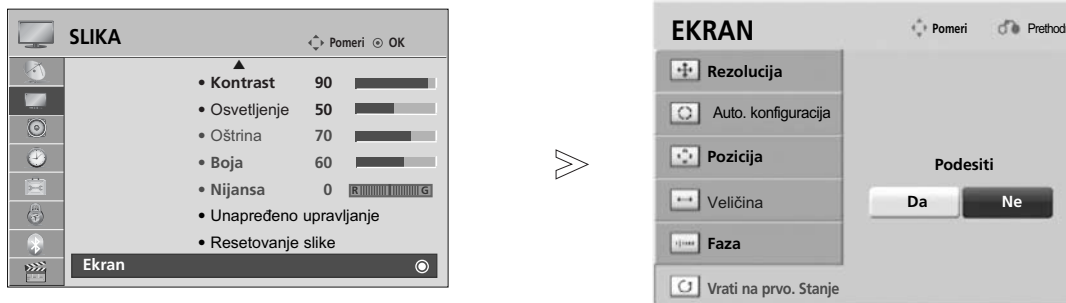 SLIKA
Pomeri OK
• Kontrast 90
• Osvetljenje 50
• Oštrina 70
• Boja 60
• Nijansa 0 R G
• Unapređeno upravljanje
• Resetovanje slike
Ekran
EKRAN
Pomeri Prethodi
Rezolucija
Auto. konfiguracija
Pozicija
Veličina
Faza
Vrati na prvo. Stanje
Podesiti
Da Ne